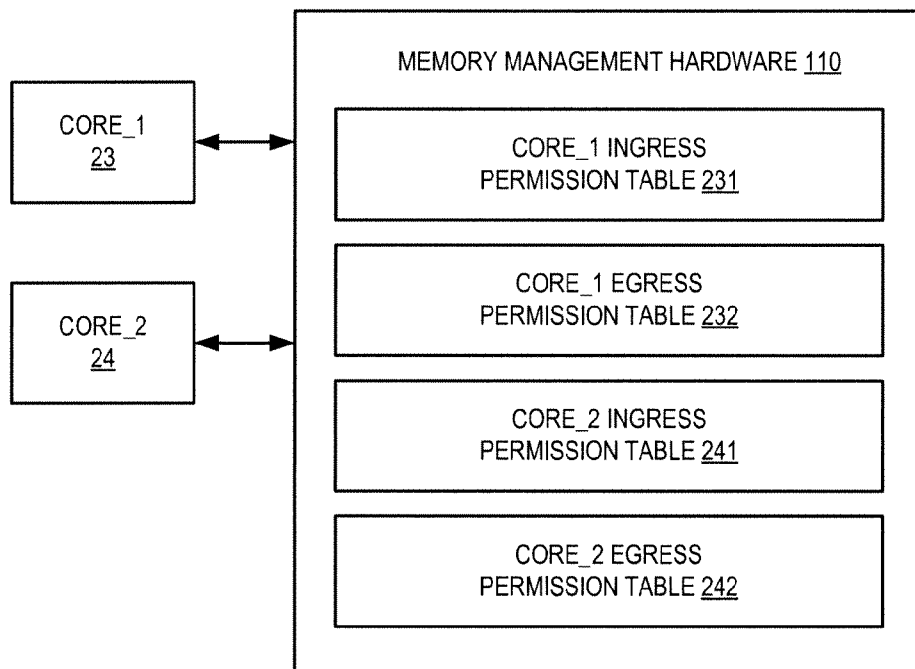 MEMORY MANAGEMENT HARDWARE 110
CORE_1
23
CORE_1 INGRESS
PERMISSION TABLE 231
CORE_1 EGRESS
PERMISSION TABLE 232
CORE_2
24
CORE_2 INGRESS
PERMISSION TABLE 241
CORE_2 EGRESS
PERMISSION TABLE 242